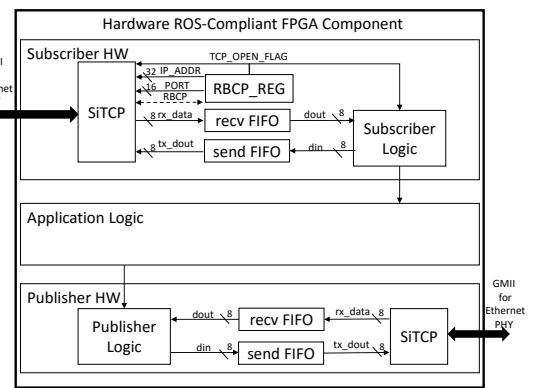 Hardware ROS-Compliant FPGA Component
Subscriber HW
TCP_OPEN_FLAG
32 IP_ADDR
16 PORT
RBCP
RBCP_REG
SiTCP
8 rx_data
recv FIFO
dout 8
8 tx_dout
send FIFO
din 8
Subscriber
Logic
Application Logic
Publisher HW
Publisher
Logic
dout 8
recv FIFO
rx_data 8
din 8
send FIFO
tx_dout 8
SiTCP
GMII
for
Ethernet
PHY